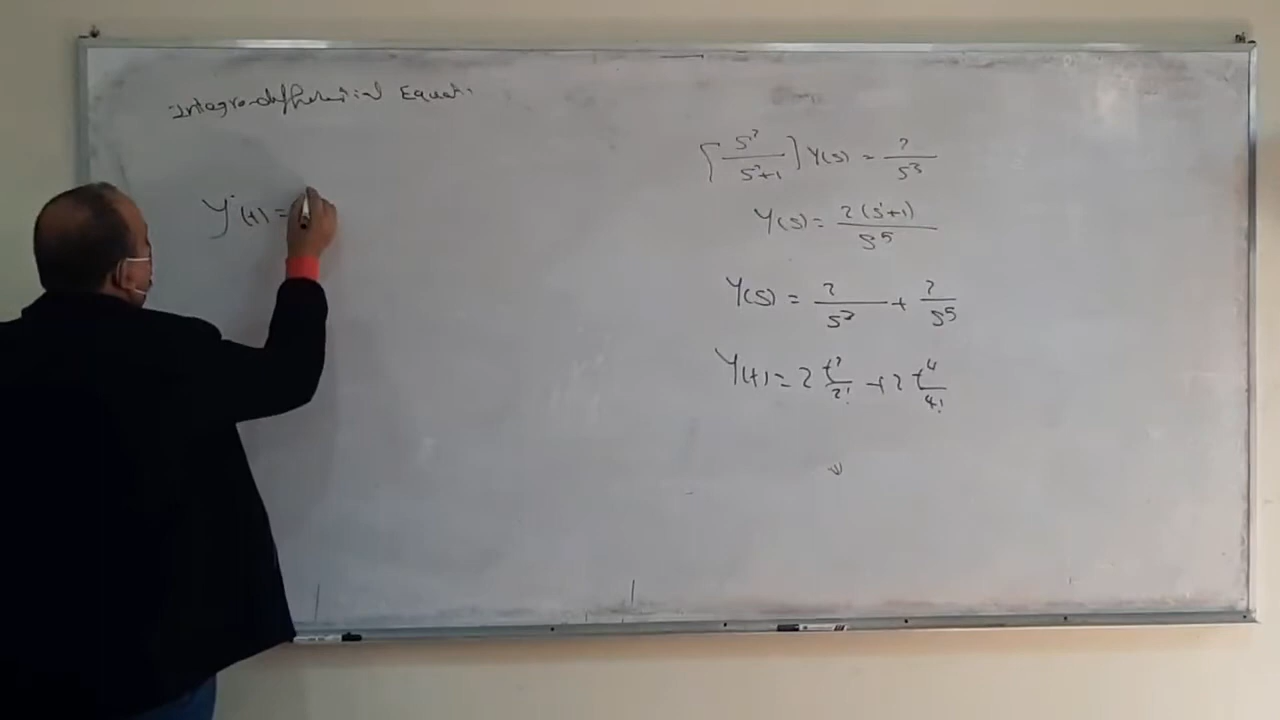 Integro-differential Equati
y'(t) =
[s²/s²+1] Y(s) = 2/s³
Y(s) = 2(s²+1)/s⁵
Y(s) = 2/s³ + 2/s⁵
y(t) = 2 t²/2! + 2 t⁴/4!